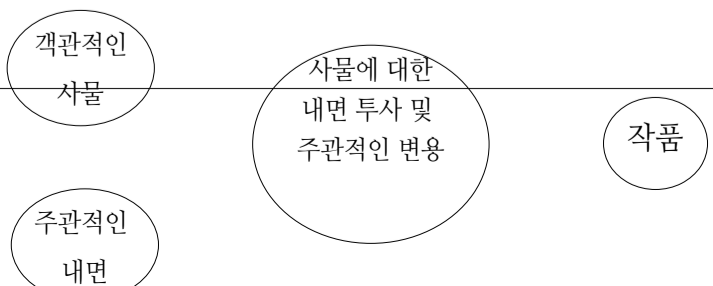 객관적인
사물
사물에 대한
내면 투사 및
주관적인 변용
작품
주관적인
내면